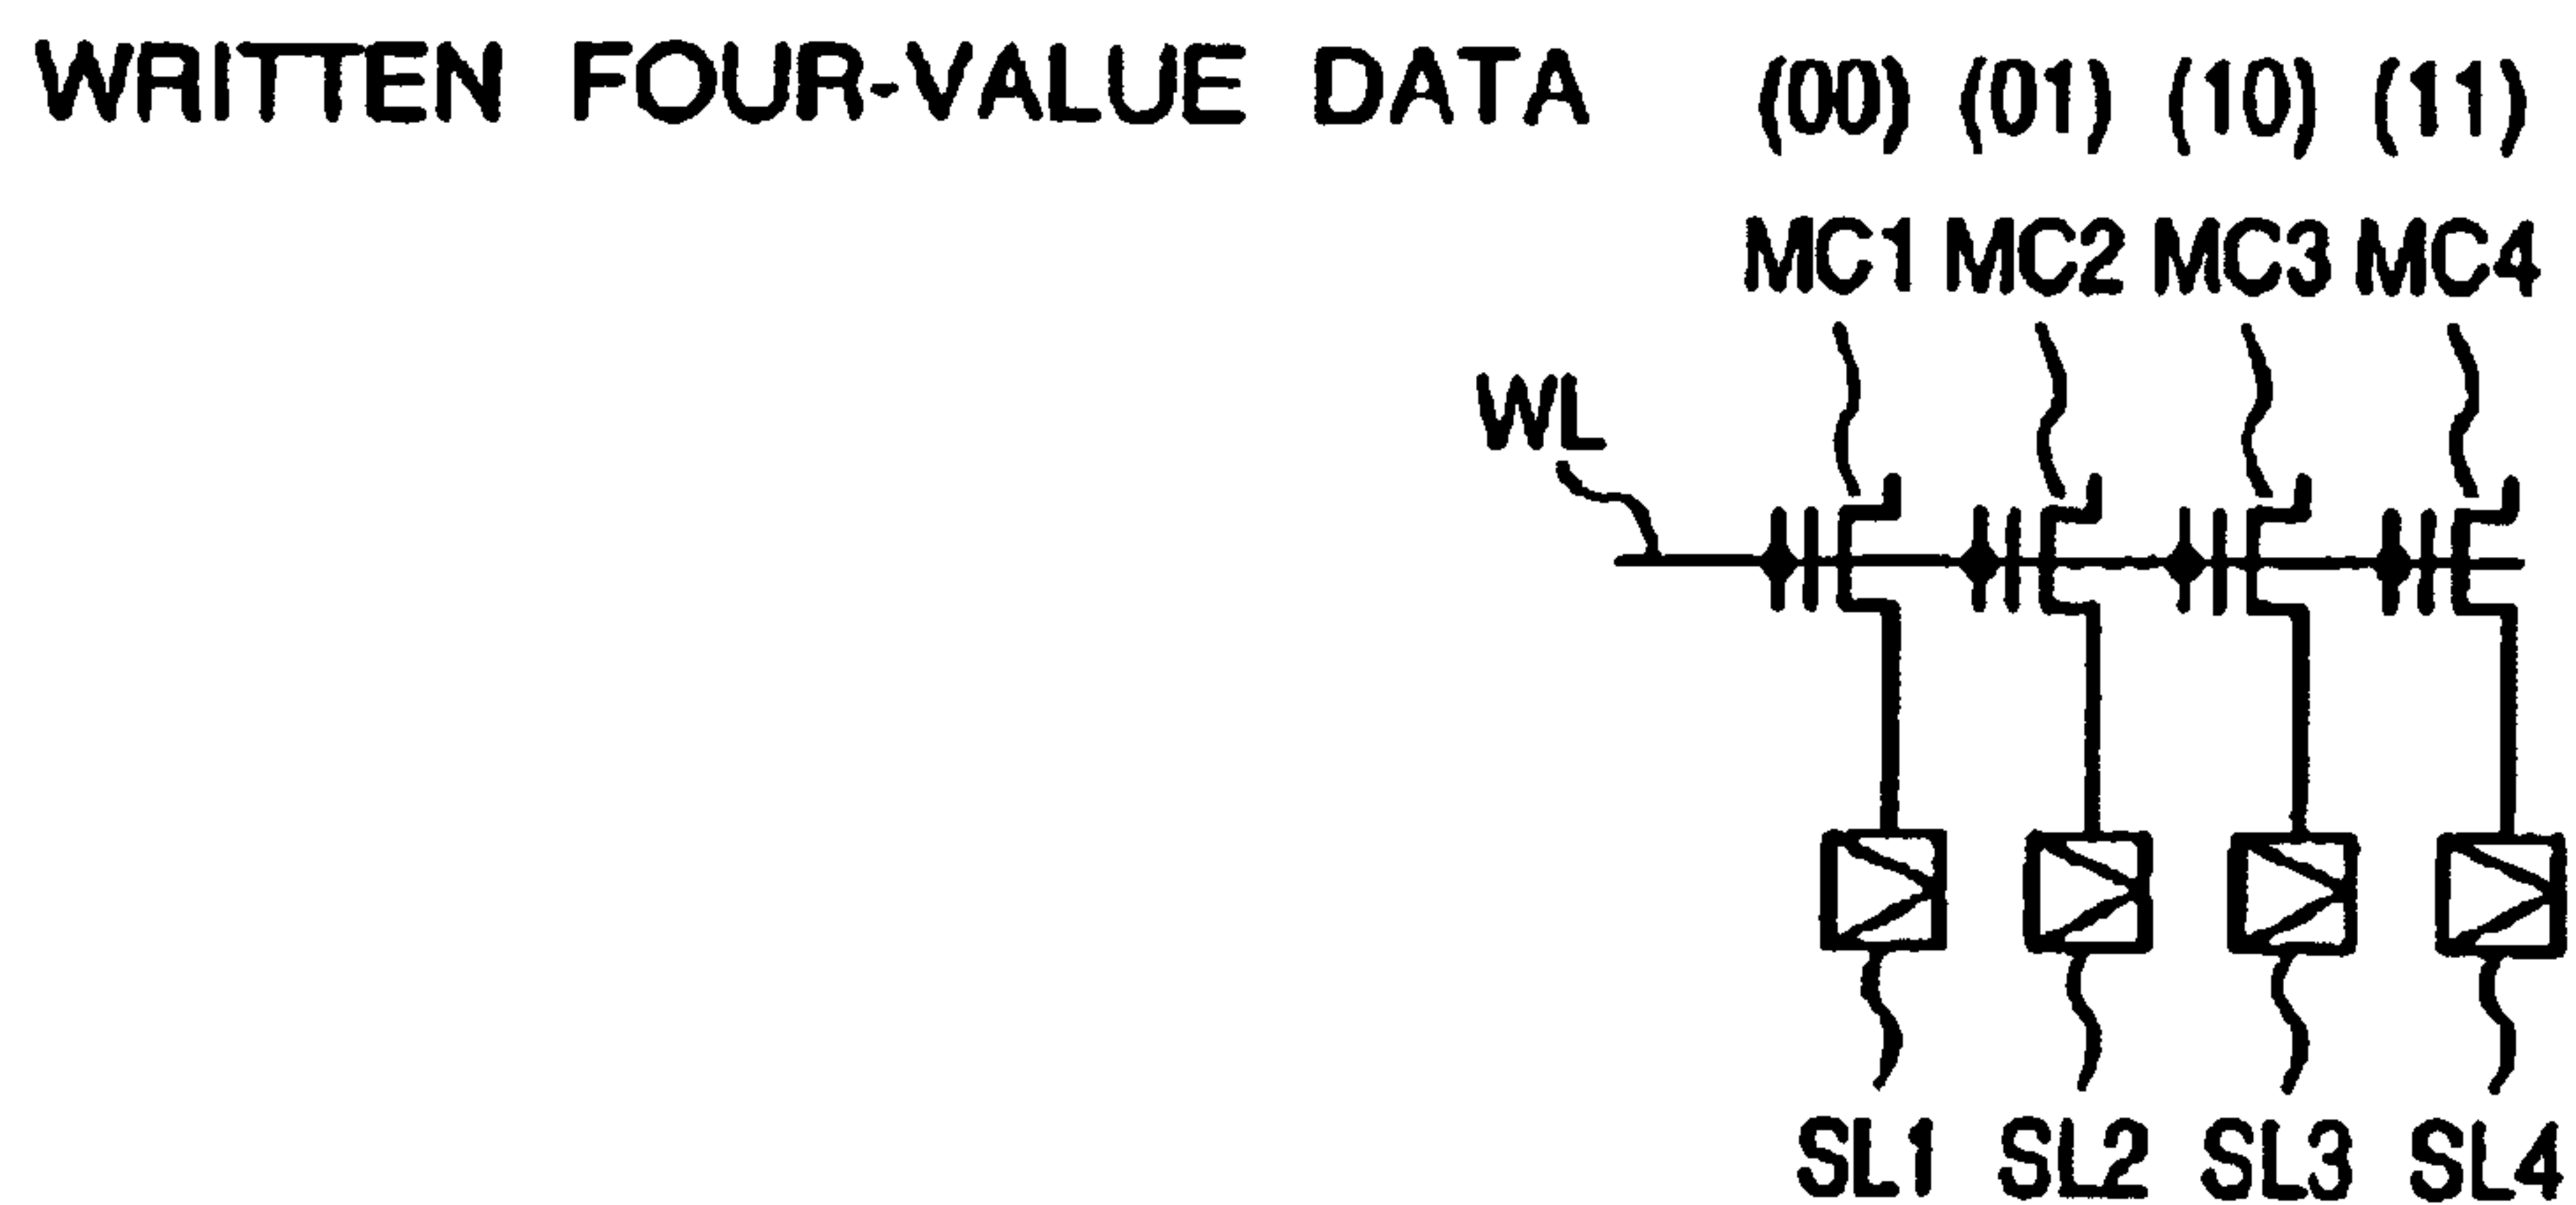 WRITTEN FOUR-VALUE DATA (00) (01) (10) (11)
MC1 MC2 MC3 MC4
WL
SL1 SL2 SL3 SL4